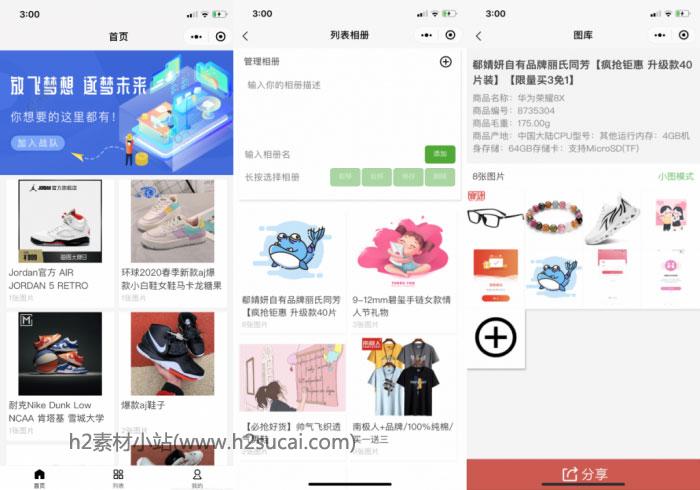 3:00
首页
放飞梦想 逐梦未来
你想要的这里都有!
加入战队
Jordan官方 AIR
JORDAN 5 RETRO
1张图片
环球2020春季新款aj爆
款小白鞋女鞋马卡龙糖果
1张图片
耐克Nike Dunk Low
NCAA 肯塔基 雪城大学
爆款aj鞋子
2张图片
首页
列表
我的
3:00
列表相册
管理相册
输入你的相册描述
输入相册名
添加
长按选择相册
郗婧妍自有品牌丽氏同芳
【疯抢钜惠 升级款40片
8张图片
9-12mm碧玺手链女款情
人节礼物
3张图片
【必抢好货】帅气飞织透
南极人+品牌/100%纯棉/
买一送三
3:00
图库
郗婧妍自有品牌丽氏同芳【疯抢钜惠 升级款40
片装】【限量买3免1】
商品名称：华为荣耀8X
商品编号：8735304
商品毛重：175.00g
商品产地：中国大陆CPU型号：其他运行内存：4GB机
身存储：64GB存储卡：支持MicroSD(TF)
8张图片
小图模式
分享
h2素材小站(www.h2sucai.com)